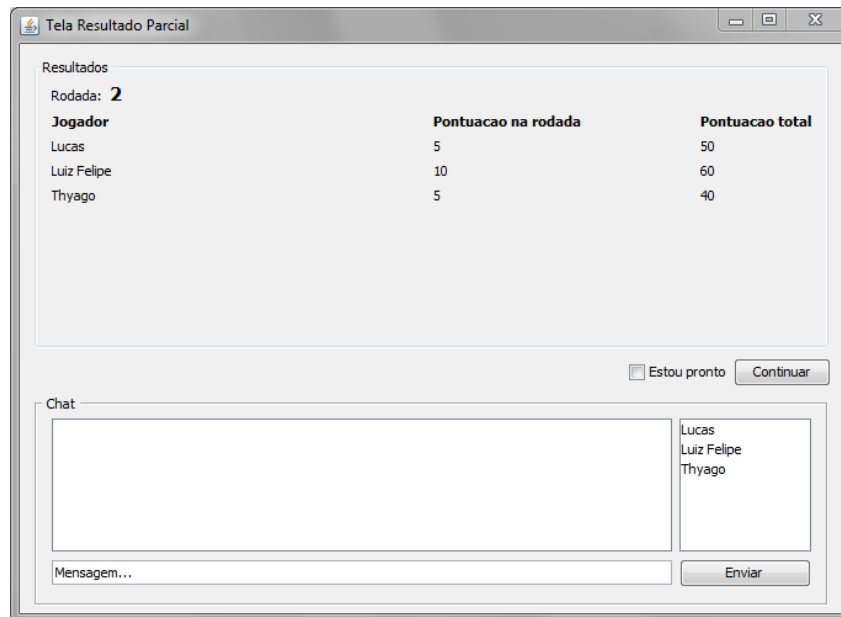 Tela Resultado Parcial
Resultados
Rodada: 2
Jogador Pontuacao na rodada Pontuacao total
Lucas 5 50
Luiz Felipe 10 60
Thyago 5 40
Estou pronto Continuar
Chat
Lucas
Luiz Felipe
Thyago
Mensagem... Enviar